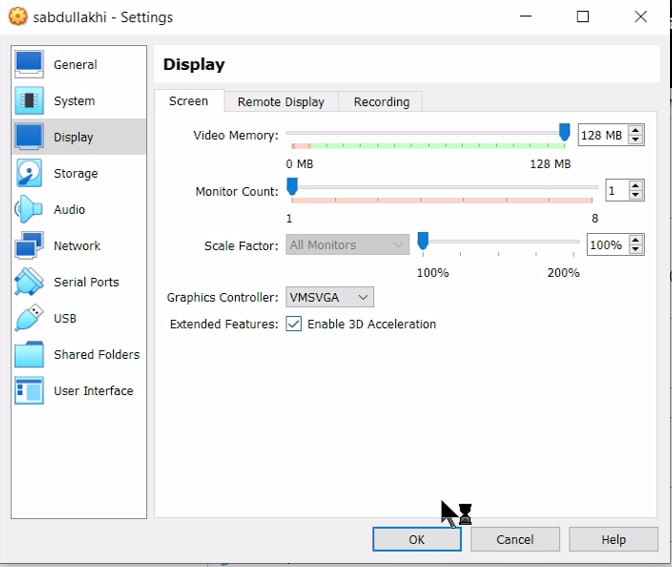 sabdullakhi - Settings
General
System
Display
Storage
Audio
Network
Serial Ports
USB
Shared Folders
User Interface
Display
Screen
Remote Display
Recording
Video Memory:
128 MB
0 MB
128 MB
Monitor Count:
1
1
8
Scale Factor:
All Monitors
100%
100%
200%
Graphics Controller:
VMSVGA
Extended Features:
Enable 3D Acceleration
OK
Cancel
Help